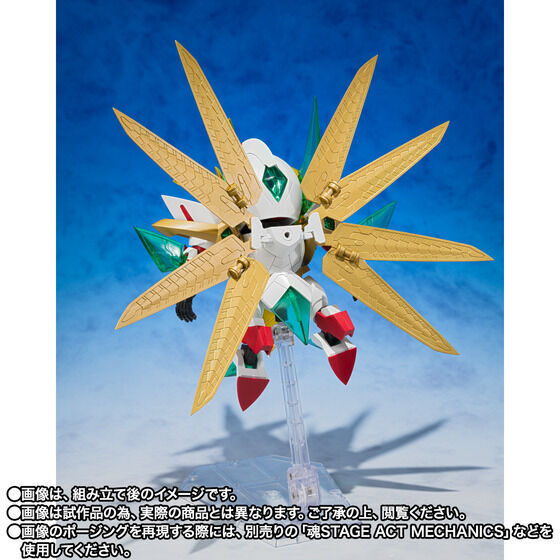 ●画像は、組み立て後のイメージです。
●画像は試作品の為、実際の商品とは異なります。ご了承の上、閲覧ください。
●画像のポージングを再現する際には、別売りの「魂STAGE ACT MECHANICS」などを
使用してください。